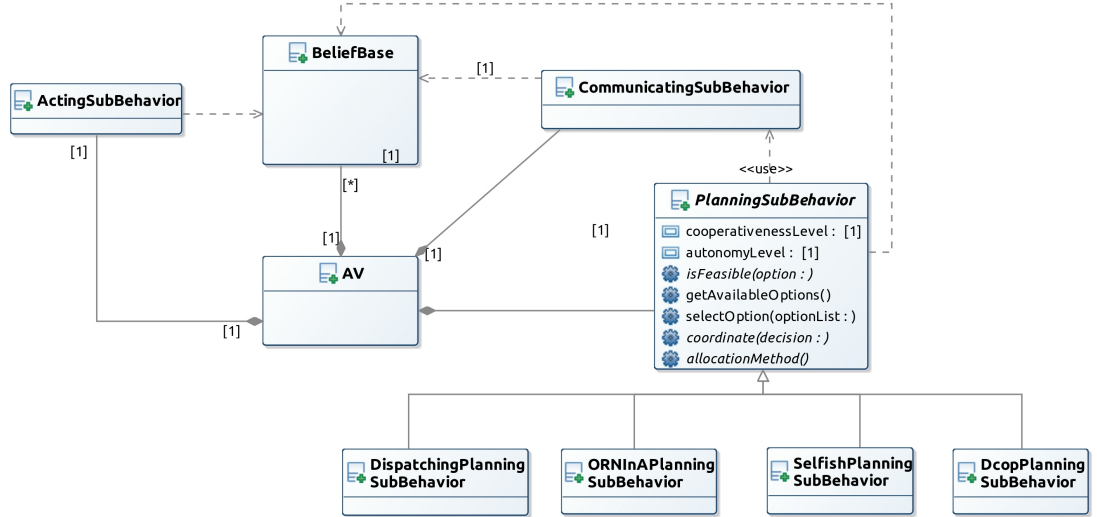 BeliefBase
[1]
CommunicatingSubBehavior
ActingSubBehavior
[1]
[1]
<<use>>
[*]
PlanningSubBehavior
cooperativenessLevel : [1]
autonomyLevel : [1]
isFeasible(option : )
getAvailableOptions()
selectOption(optionList : )
coordinate(decision : )
allocationMethod()
[1]
[1]
[1]
AV
[1]
DispatchingPlanning
SubBehavior
ORNInAPlanning
SubBehavior
SelfishPlanning
SubBehavior
DcopPlanning
SubBehavior